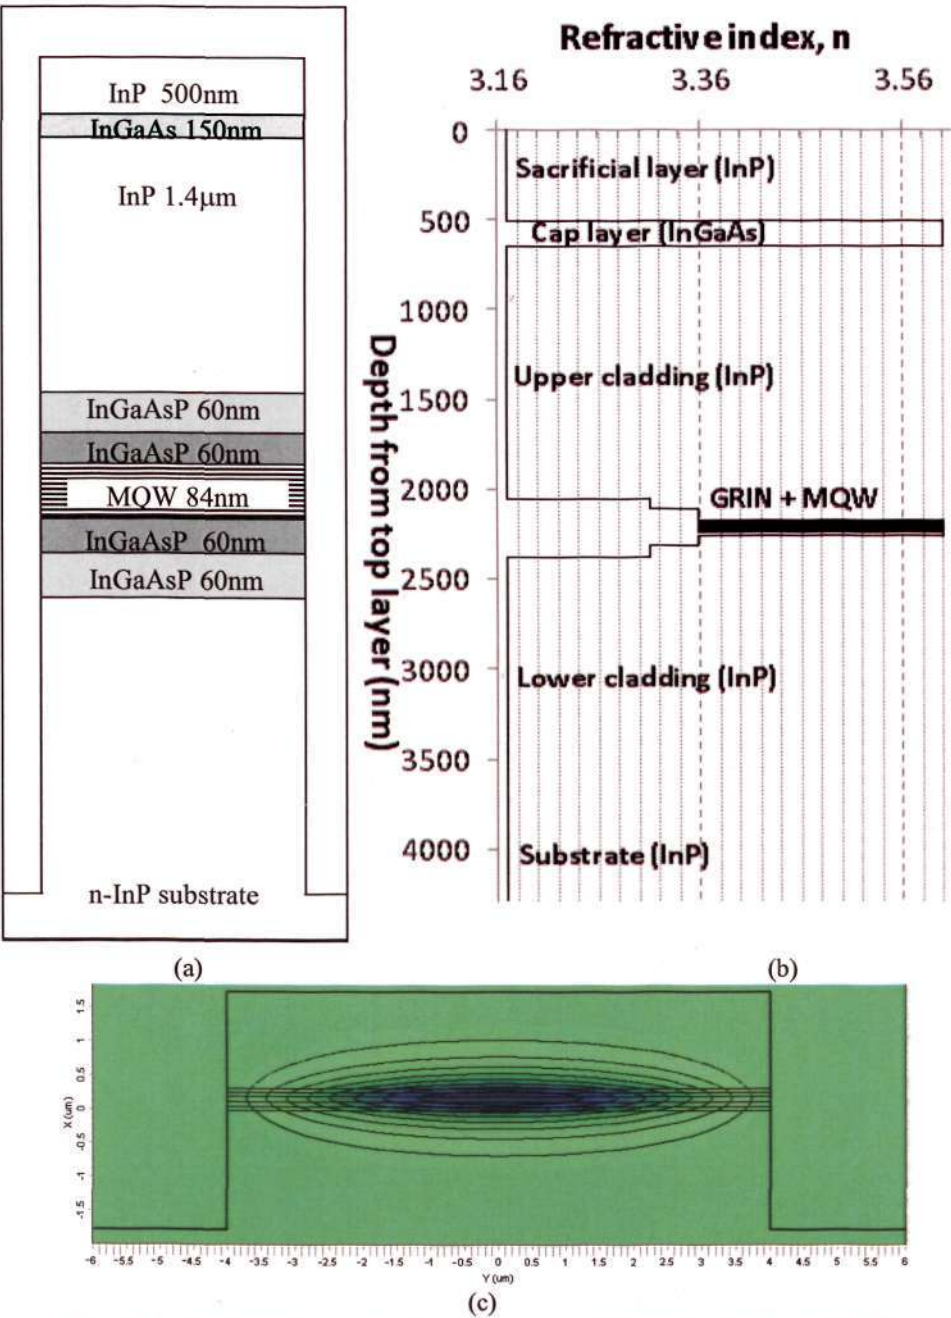 InP 500nm
InGaAs 150nm
InP 1.4μm
InGaAsP 60nm
InGaAsP 60nm
MQW 84nm
InGaAsP 60nm
InGaAsP 60nm
n-InP substrate
(a)
Refractive index, n
3.16 3.36 3.56
Depth from top layer (nm)
0
Sacrificial layer (InP)
500
Cap layer (InGaAs)
1000
Upper cladding (InP)
1500
2000
GRIN + MQW
2500
3000
Lower cladding (InP)
3500
4000
Substrate (InP)
(b)
X (um)
1.5
1
0.5
0
-0.5
-1
-1.5
-6 -5.5 -5 -4.5 -4 -3.5 -3 -2.5 -2 -1.5 -1 -0.5 0 0.5 1 1.5 2 2.5 3 3.5 4 4.5 5 5.5 6
Y (um)
(c)